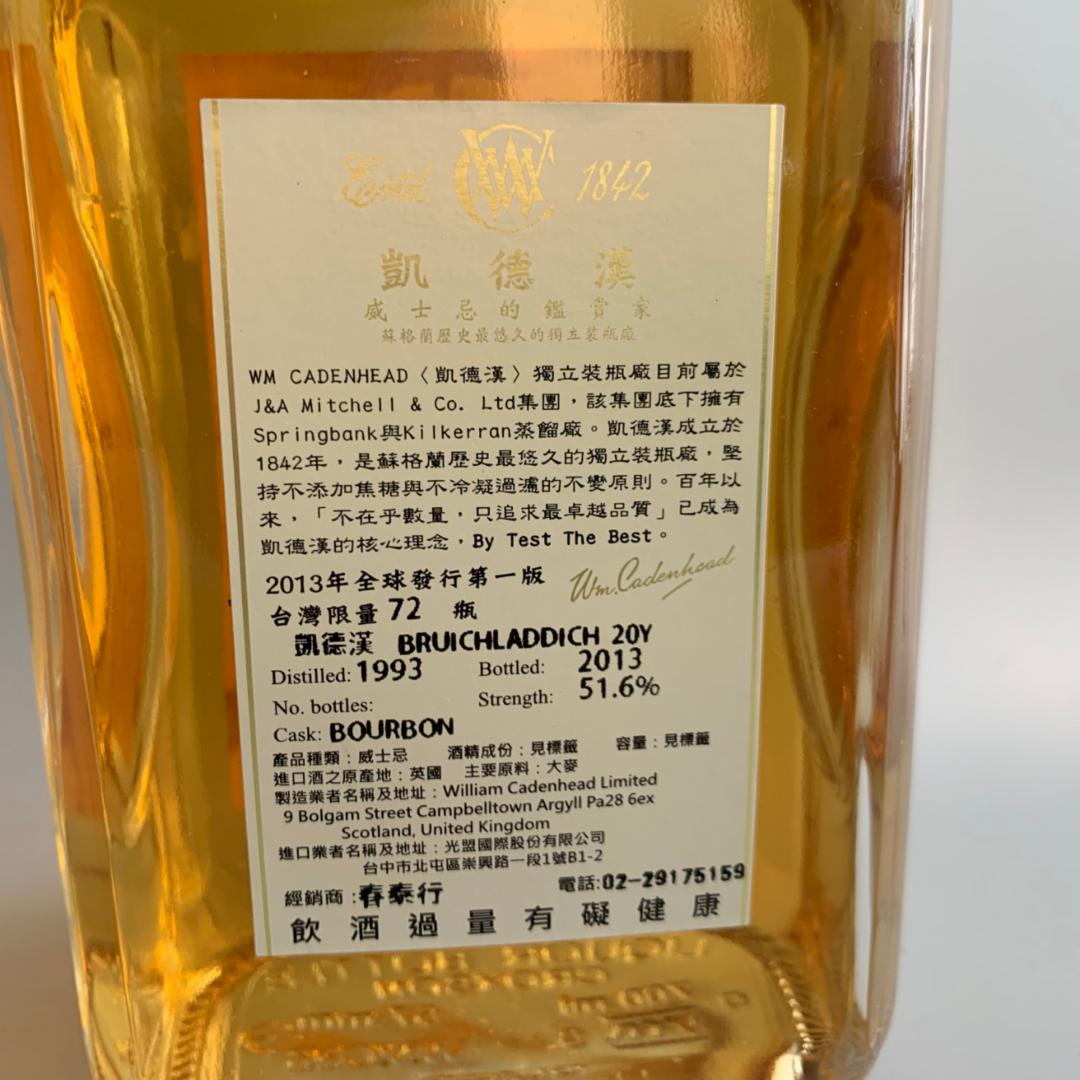 Estd. WMC 1842
凱德漢
威士忌的鑑賞家
蘇格蘭歷史最悠久的獨立裝瓶廠
WM CADENHEAD〈凱德漢〉獨立裝瓶廠目前屬於
J&A Mitchell & Co. Ltd集團，該集團底下擁有
Springbank與Kilkerran蒸餾廠。凱德漢成立於
1842年，是蘇格蘭歷史最悠久的獨立裝瓶廠，堅
持不添加焦糖與不冷凝過濾的不變原則。百年以
來，「不在乎數量，只追求最卓越品質」已成為
凱德漢的核心理念，By Test The Best。
2013年全球發行第一版 Wm. Cadenhead
台灣限量 72 瓶
凱德漢 BRUICHLADDICH 20Y
Distilled: 1993 Bottled: 2013
No. bottles: Strength: 51.6%
Cask: BOURBON
產品種類：威士忌 酒精成份：見標籤 容量：見標籤
進口酒之原產地：英國 主要原料：大麥
製造業者名稱及地址：William Cadenhead Limited
9 Bolgam Street Campbelltown Argyll Pa28 6ex
Scotland, United Kingdom
進口業者名稱及地址：光盟國際股份有限公司
台中市北屯區崇興路一段1號B1-2
經銷商：春泰行 電話:02-29175159
飲酒過量有礙健康